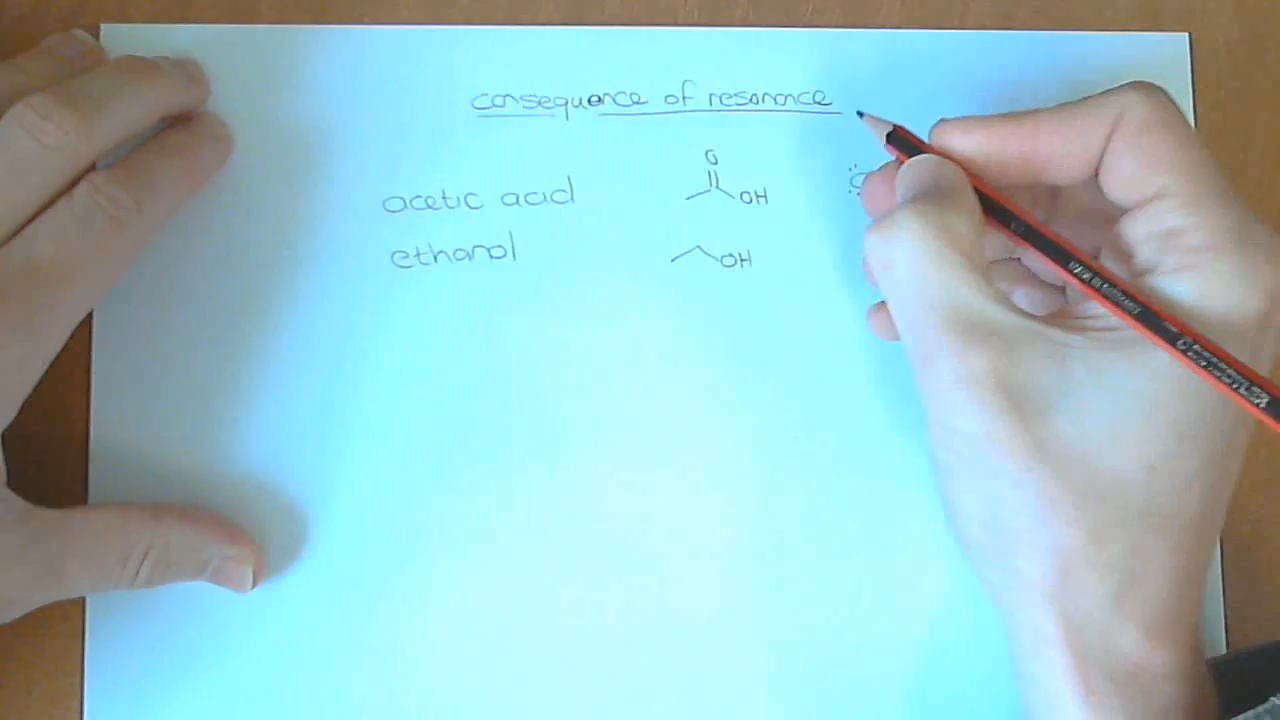 consequence of resonance
acetic acid
O
OH
ethanol
OH